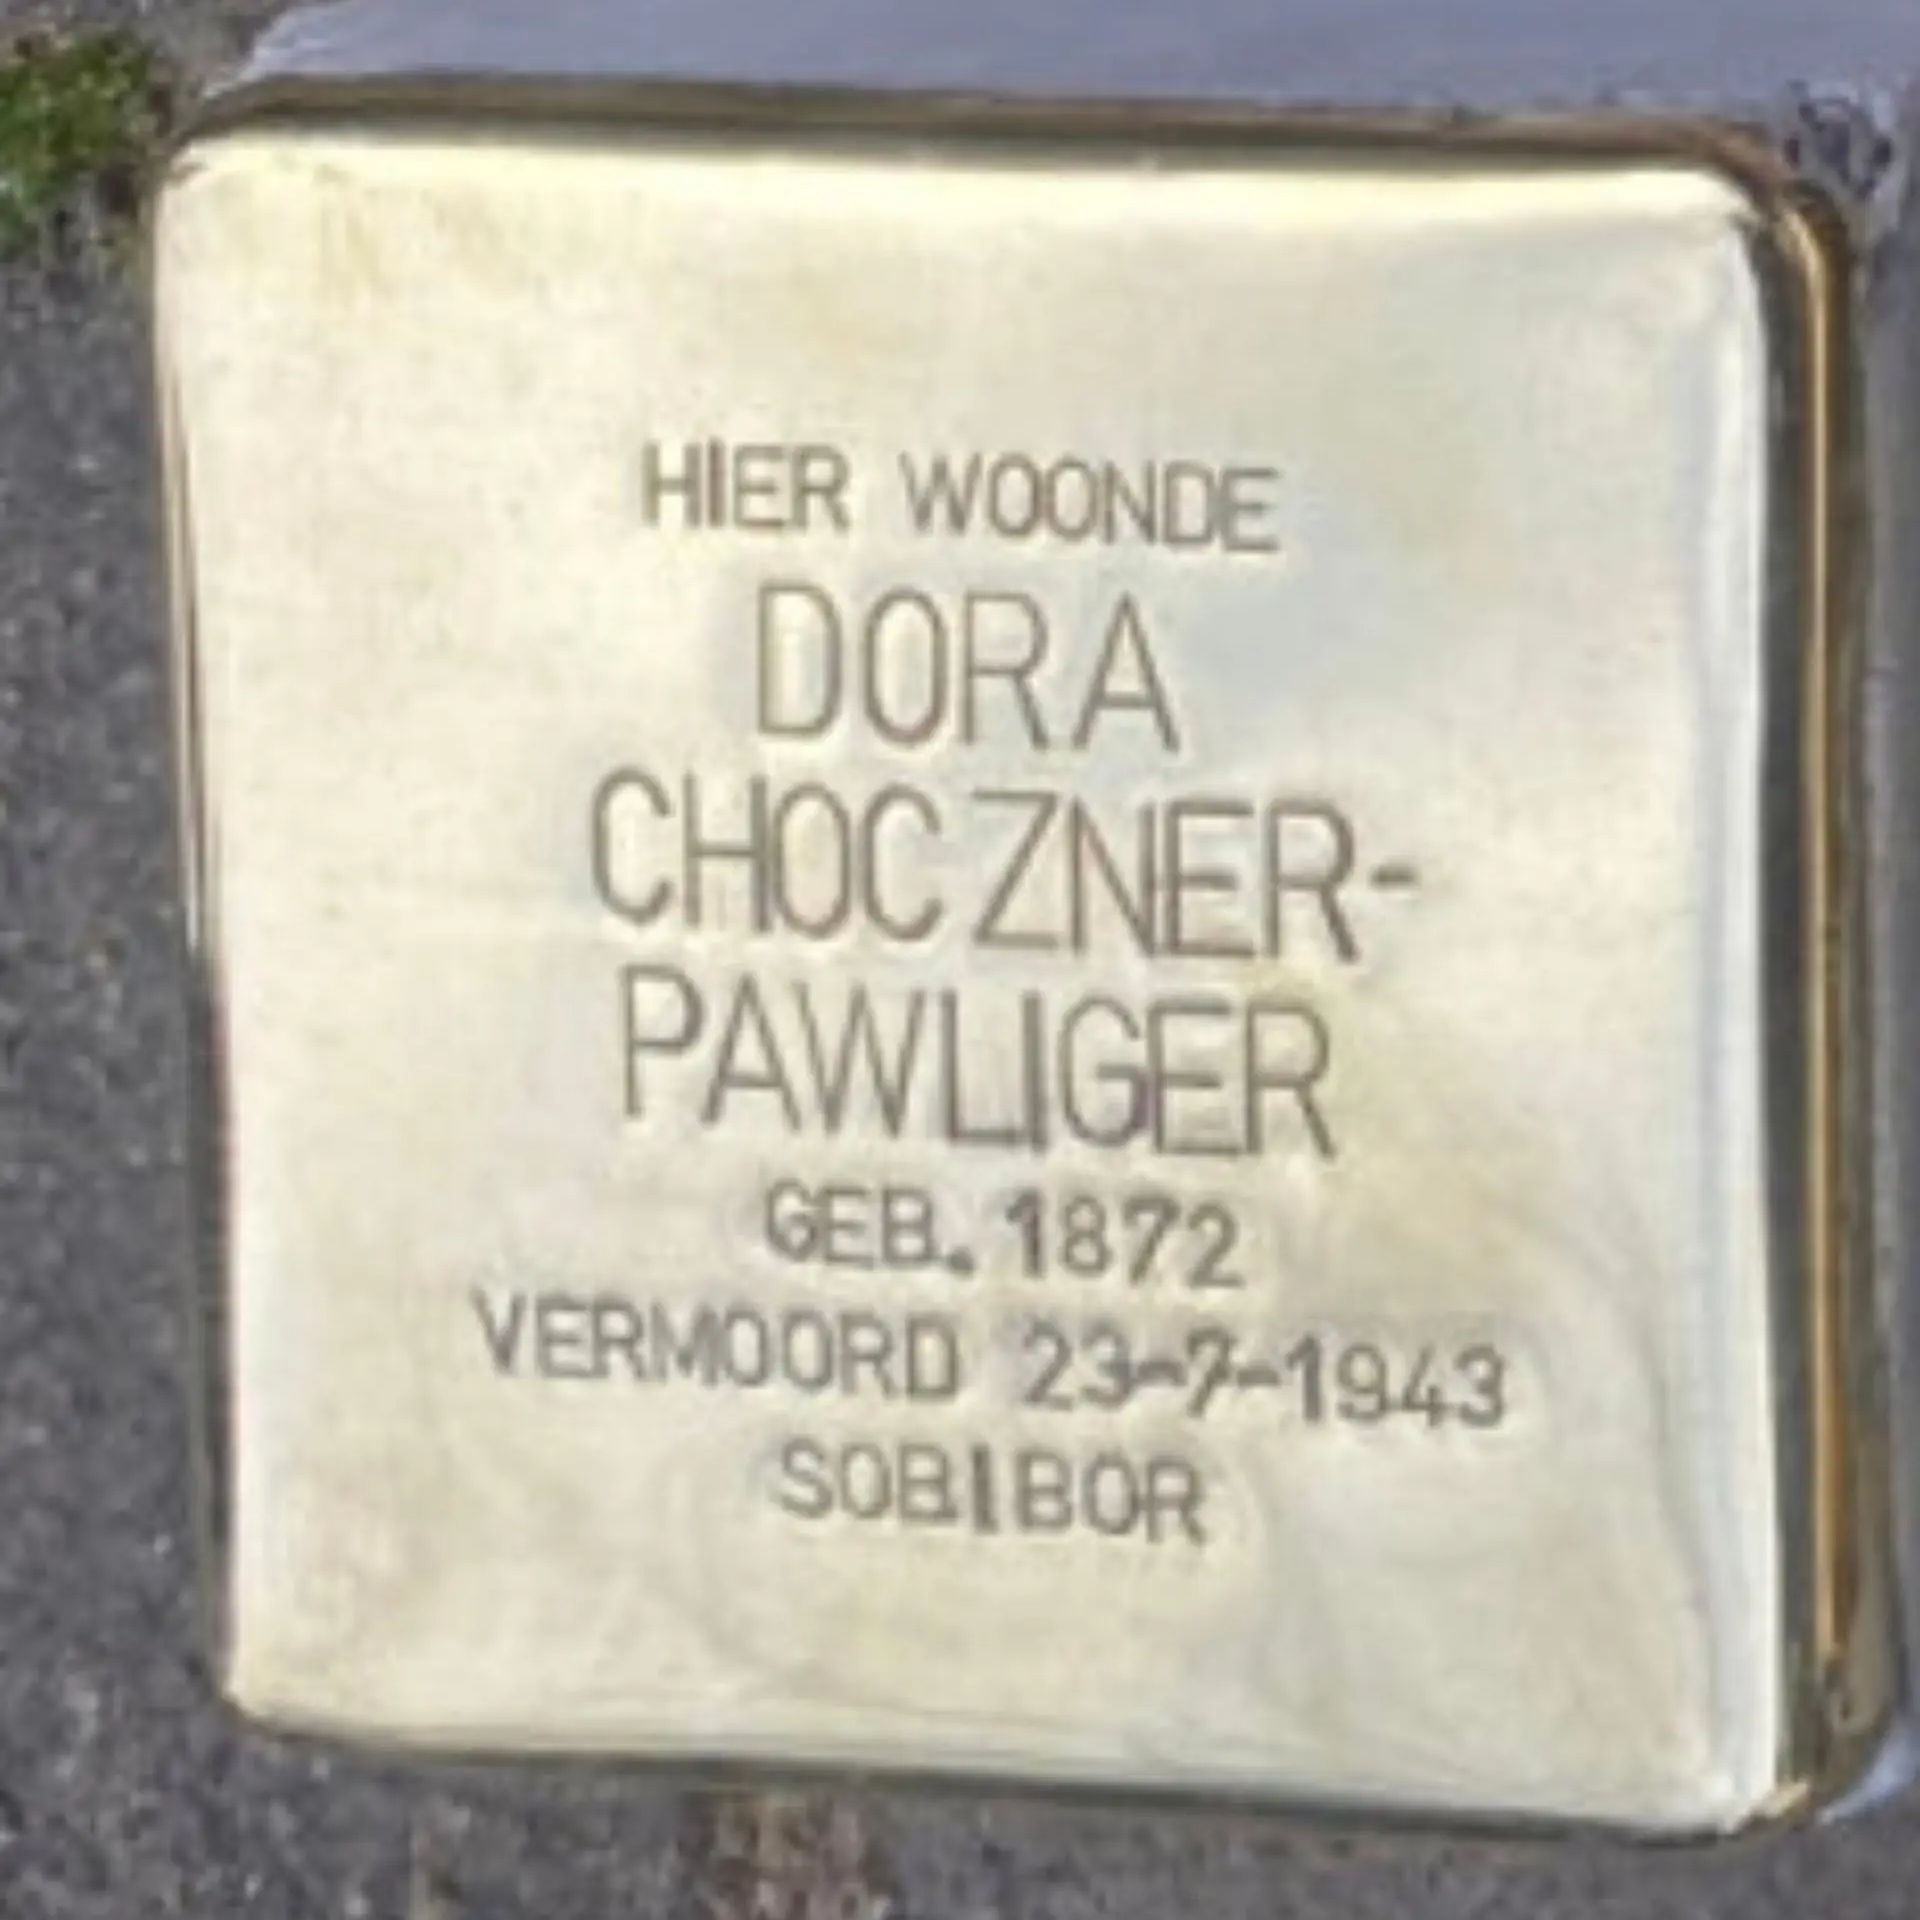 HIER WOONDE
DORA
CHOCZNER-
PAWLIGER
GEB. 1872
VERMOORD 23-7-1943
SOBIBOR